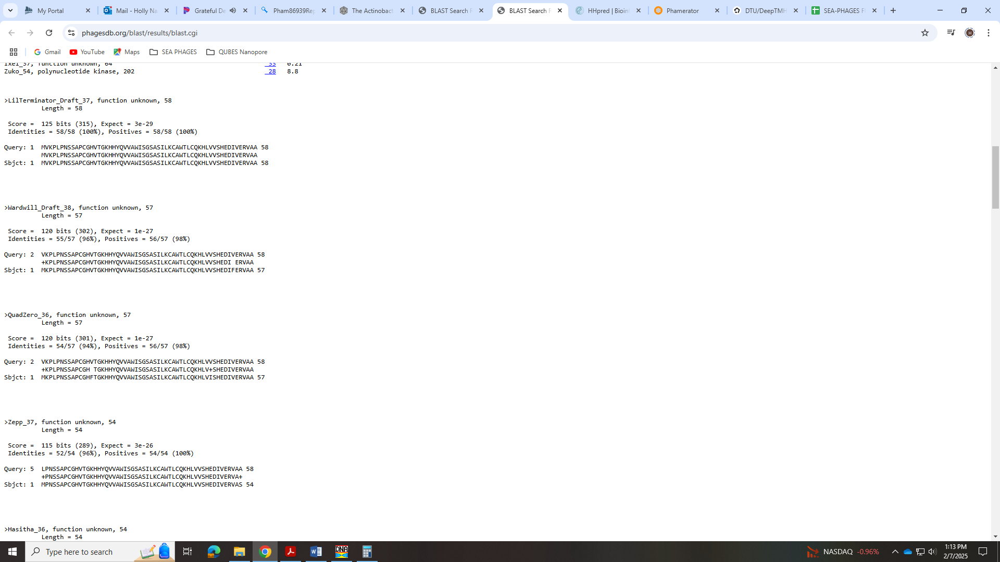 My Portal
Mail - Holly Na
Grateful De
Pham86939Rep
The Actinobact
BLAST Search R
BLAST Search R
HHpred | Bioin
Phamerator
DTU/DeepTMH
SEA-PHAGES F
phagesdb.org/blast/results/blast.cgi
Gmail
YouTube
Maps
SEA PHAGES
QUBES Nanopore
Ixel_37, function unknown, 64 33 0.21
Zuko_54, polynucleotide kinase, 202 28 8.8
>LilTerminator_Draft_37, function unknown, 58
Length = 58
Score = 125 bits (315), Expect = 3e-29
Identities = 58/58 (100%), Positives = 58/58 (100%)
Query: 1 MVKPLPNSSAPCGHVTGKHHYQVVAWISGSASILKCAWTLCQKHLVVSHEDIVERVAA 58
MVKPLPNSSAPCGHVTGKHHYQVVAWISGSASILKCAWTLCQKHLVVSHEDIVERVAA
Sbjct: 1 MVKPLPNSSAPCGHVTGKHHYQVVAWISGSASILKCAWTLCQKHLVVSHEDIVERVAA 58
>Wardwill_Draft_38, function unknown, 57
Length = 57
Score = 120 bits (302), Expect = 1e-27
Identities = 55/57 (96%), Positives = 56/57 (98%)
Query: 2 VKPLPNSSAPCGHVTGKHHYQVVAWISGSASILKCAWTLCQKHLVVSHEDIVERVAA 58
+KPLPNSSAPCGHVTGKHHYQVVAWISGSASILKCAWTLCQKHLVVSHEDI ERVAA
Sbjct: 1 MKPLPNSSAPCGHVTGKHHYQVVAWISGSASILKCAWTLCQKHLVVSHEDIFERVAA 57
>QuadZero_36, function unknown, 57
Length = 57
Score = 120 bits (301), Expect = 1e-27
Identities = 54/57 (94%), Positives = 56/57 (98%)
Query: 2 VKPLPNSSAPCGHVTGKHHYQVVAWISGSASILKCAWTLCQKHLVVSHEDIVERVAA 58
+KPLPNSSAPCGH TGKHHYQVVAWISGSASILKCAWTLCQKHLV+SHEDIVERVAA
Sbjct: 1 MKPLPNSSAPCGHFTGKHHYQVVAWISGSASILKCAWTLCQKHLVISHEDIVERVAA 57
>Zepp_37, function unknown, 54
Length = 54
Score = 115 bits (289), Expect = 3e-26
Identities = 52/54 (96%), Positives = 54/54 (100%)
Query: 5 LPNSSAPCGHVTGKHHYQVVAWISGSASILKCAWTLCQKHLVVSHEDIVERVAA 58
+PNSSAPCGHVTGKHHYQVVAWISGSASILKCAWTLCQKHLVVSHEDIVERVA+
Sbjct: 1 MPNSSAPCGHVTGKHHYQVVAWISGSASILKCAWTLCQKHLVVSHEDIVERVAS 54
>Hasitha_36, function unknown, 54
Length = 54
Type here to search
DNA
NASDAQ -0.96%
1:13 PM
2/7/2025